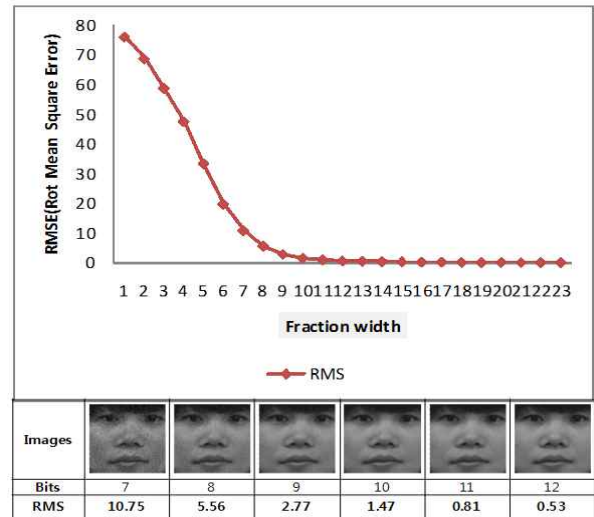 80
70
60
50
40
30
20
10
0
RMSE(Rot Mean Square Error)
1 2 3 4 5 6 7 8 9 1011121314151617181920212223
Fraction width
RMS
Images
Bits 7 8 9 10 11 12
RMS 10.75 5.56 2.77 1.47 0.81 0.53